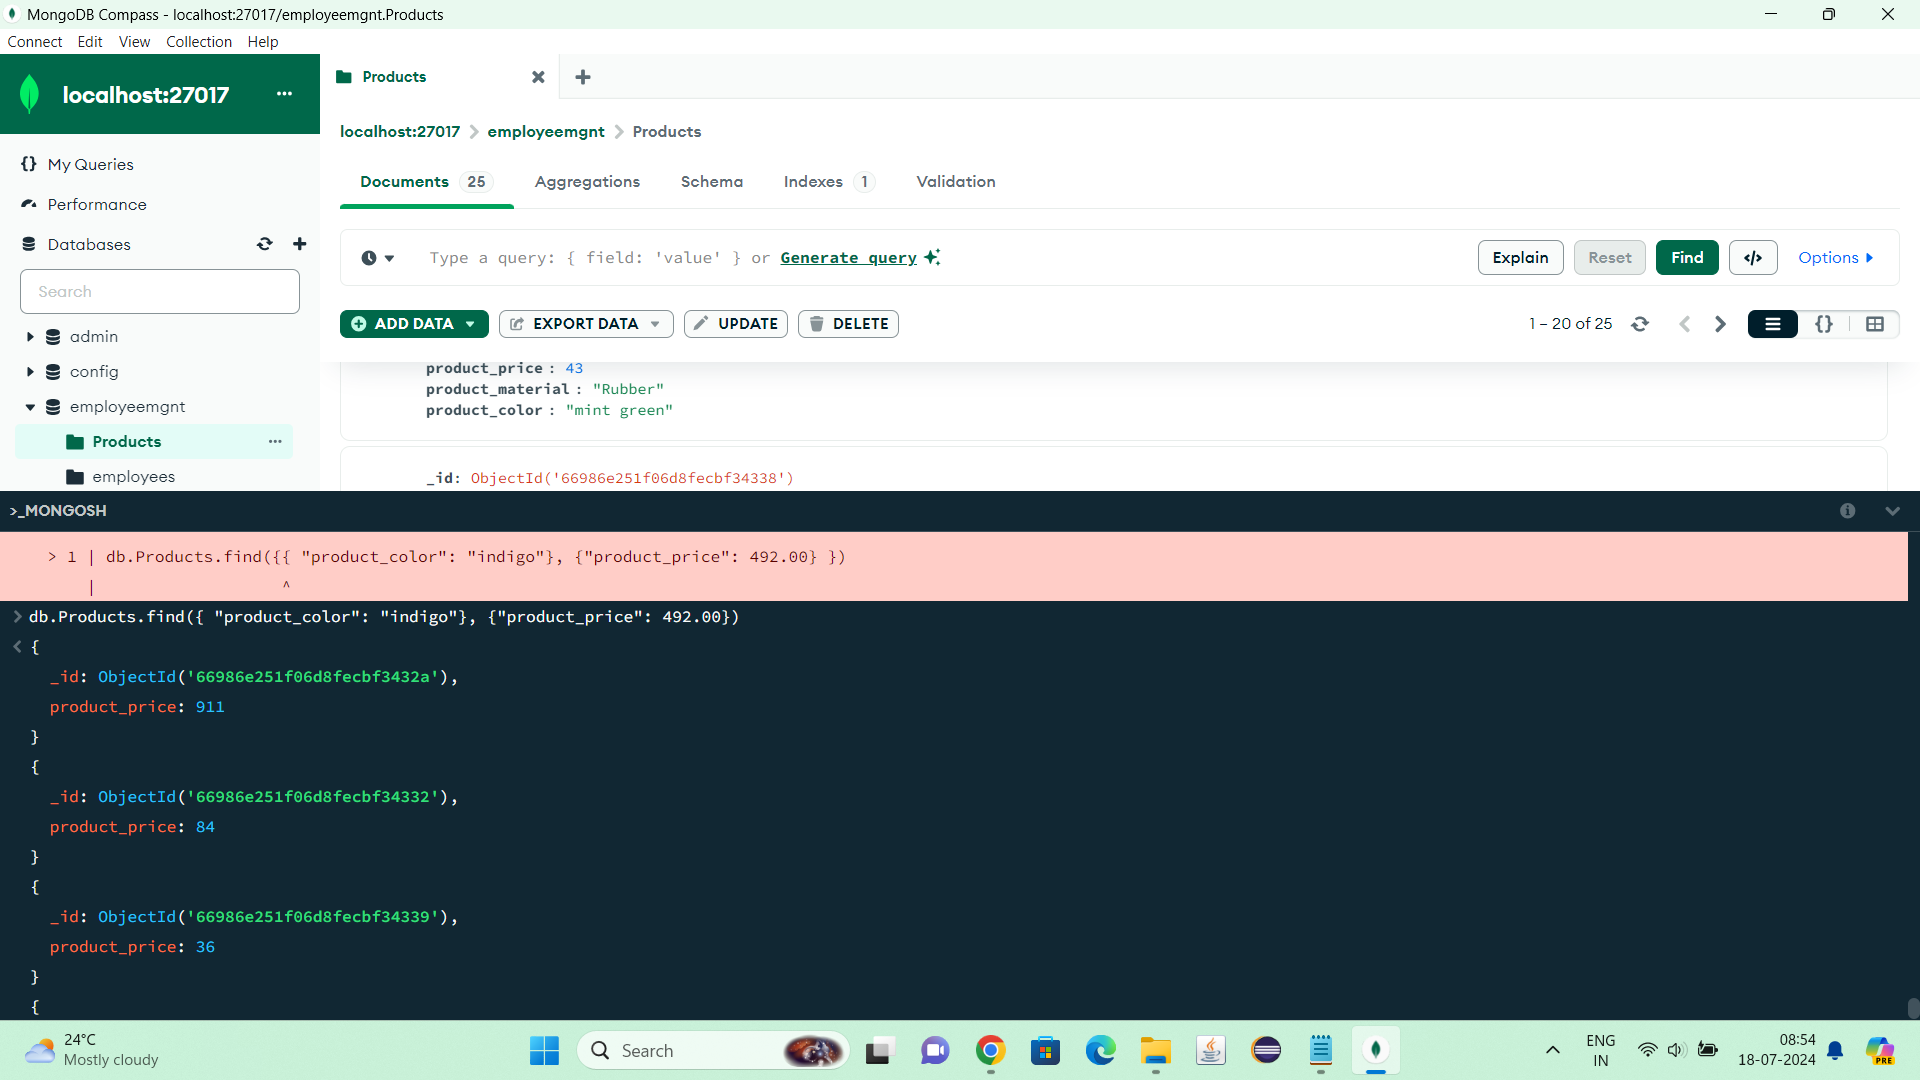 MongoDB Compass - localhost:27017/employeemgnt.Products
Connect Edit View Collection Help
localhost:27017 ...
Products
localhost:27017 > employeemgnt > Products
{} My Queries
Performance
Databases
Search
admin
config
employeemgnt
Products ...
employees
Documents 25 Aggregations Schema Indexes 1 Validation
Type a query: { field: 'value' } or Generate query
Explain Reset Find </> Options
ADD DATA EXPORT DATA UPDATE DELETE
1 – 20 of 25 {}
product_price : 43
product_material : "Rubber"
product_color : "mint green"
_id: ObjectId('66986e251f06d8fecbf34338')
>_MONGOSH
> 1 | db.Products.find({{ "product_color": "indigo"}, {"product_price": 492.00} })
| ^
> db.Products.find({ "product_color": "indigo"}, {"product_price": 492.00})
< {
_id: ObjectId('66986e251f06d8fecbf3432a'),
product_price: 911
}
{
_id: ObjectId('66986e251f06d8fecbf34332'),
product_price: 84
}
{
_id: ObjectId('66986e251f06d8fecbf34339'),
product_price: 36
}
{
24°C
Mostly cloudy
Search
ENG
IN
08:54
18-07-2024
PRE